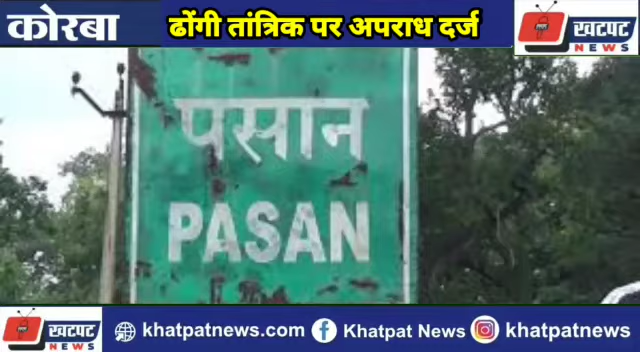 कोरबा
ढोंगी तांत्रिक पर अपराध दर्ज
खटपट
NEWS
पसान
PASAN
खटपट
NEWS
khatpatnews.com
Khatpat News
khatpatnews